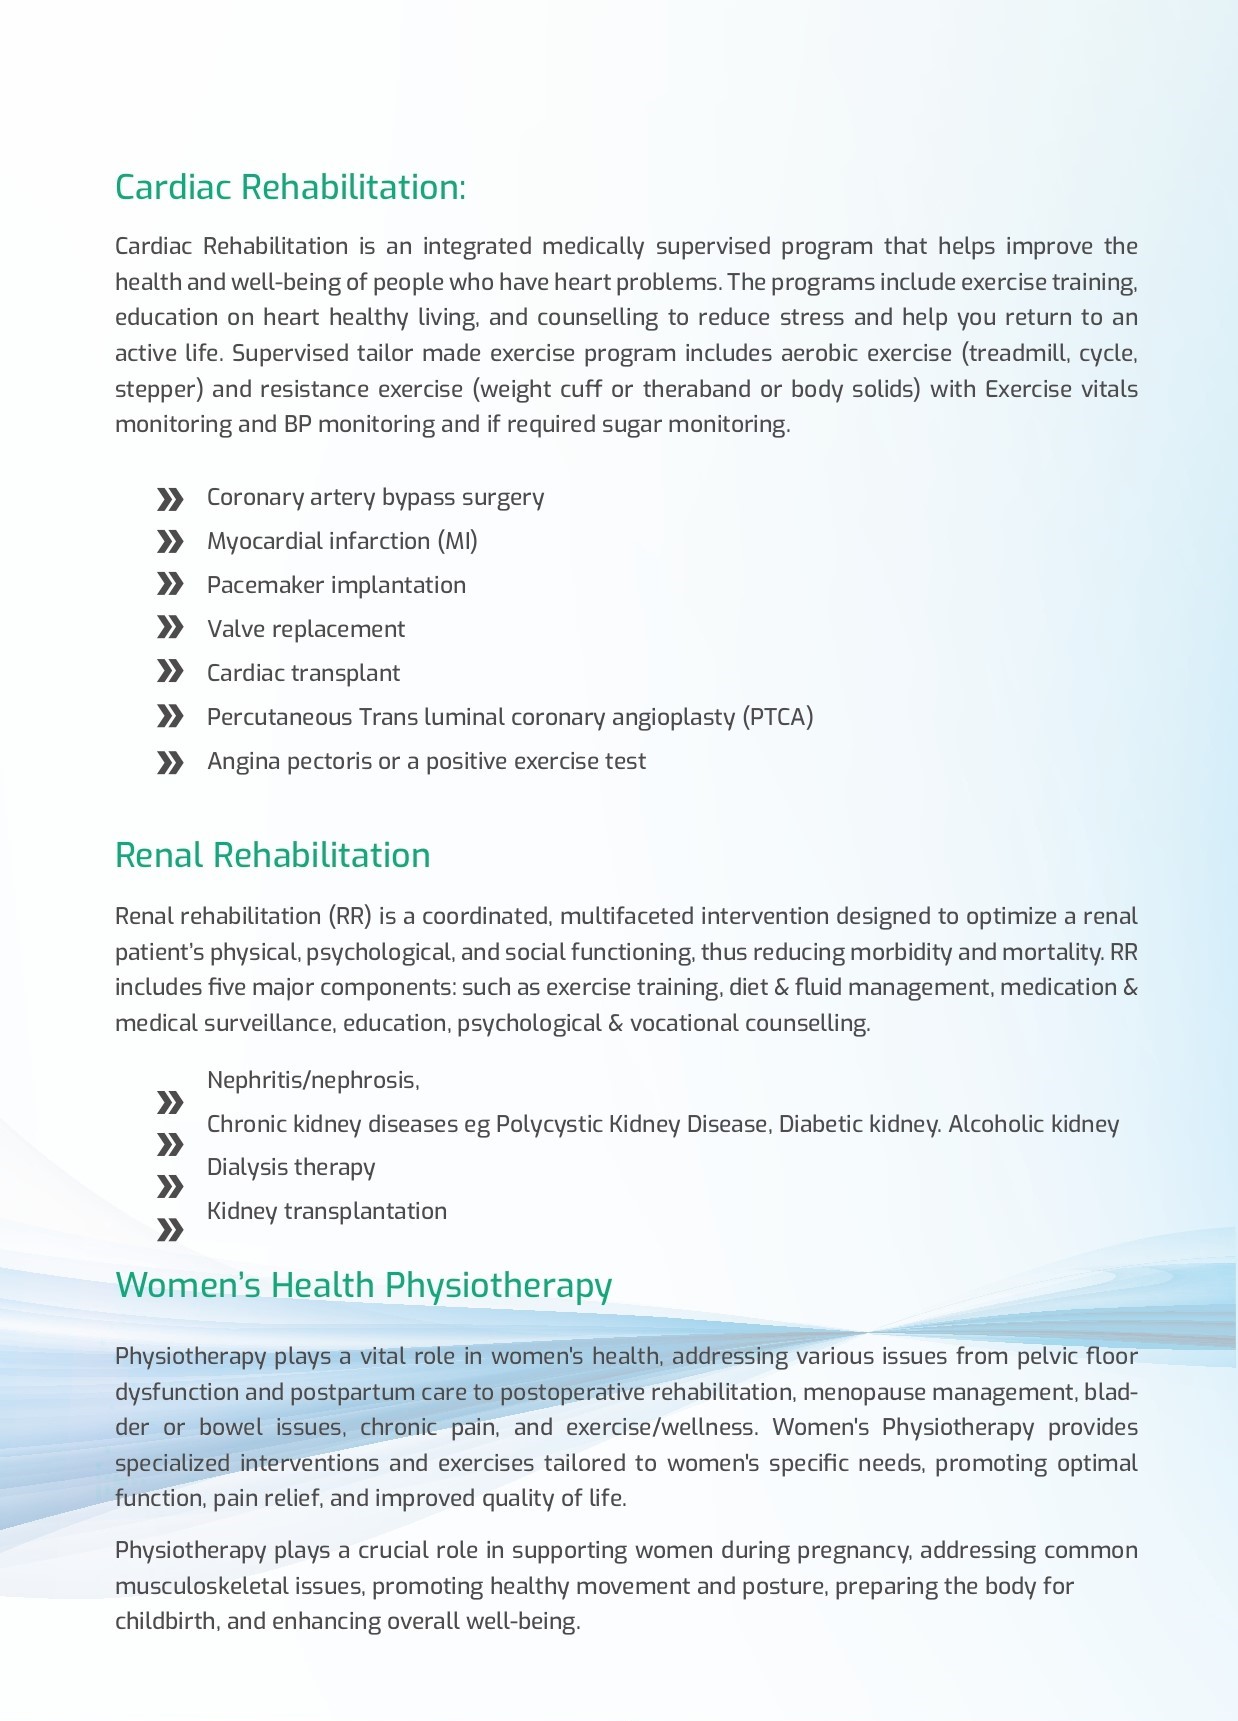 Cardiac Rehabilitation:
Cardiac Rehabilitation is an integrated medically supervised program that helps improve the
health and well-being of people who have heart problems. The programs include exercise training,
education on heart healthy living, and counselling to reduce stress and help you return to an
active life. Supervised tailor made exercise program includes aerobic exercise (treadmill, cycle,
stepper) and resistance exercise (weight cuff or theraband or body solids) with Exercise vitals
monitoring and BP monitoring and if required sugar monitoring.
Coronary artery bypass surgery
Myocardial infarction (MI)
Pacemaker implantation
Valve replacement
Cardiac transplant
Percutaneous Trans luminal coronary angioplasty (PTCA)
Angina pectoris or a positive exercise test
Renal Rehabilitation
Renal rehabilitation (RR) is a coordinated, multifaceted intervention designed to optimize a renal
patient’s physical, psychological, and social functioning, thus reducing morbidity and mortality. RR
includes five major components: such as exercise training, diet & fluid management, medication &
medical surveillance, education, psychological & vocational counselling.
Nephritis/nephrosis,
Chronic kidney diseases eg Polycystic Kidney Disease, Diabetic kidney. Alcoholic kidney
Dialysis therapy
Kidney transplantation
Women’s Health Physiotherapy
Physiotherapy plays a vital role in women's health, addressing various issues from pelvic floor
dysfunction and postpartum care to postoperative rehabilitation, menopause management, blad-
der or bowel issues, chronic pain, and exercise/wellness. Women's Physiotherapy provides
specialized interventions and exercises tailored to women's specific needs, promoting optimal
function, pain relief, and improved quality of life.
Physiotherapy plays a crucial role in supporting women during pregnancy, addressing common
musculoskeletal issues, promoting healthy movement and posture, preparing the body for
childbirth, and enhancing overall well-being.